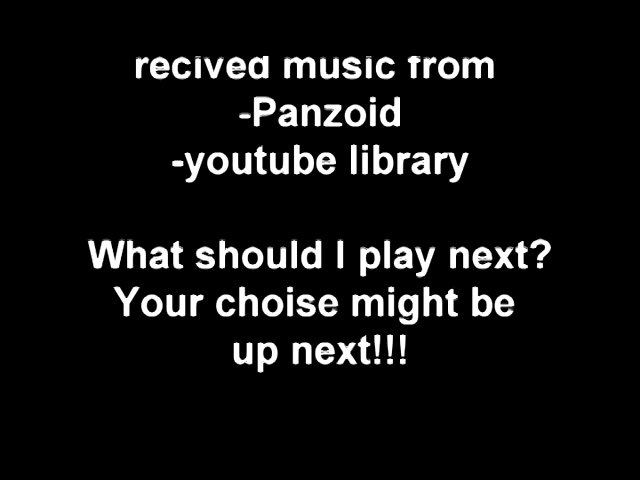 recived music from
-Panzoid
-youtube library
What should I play next?
Your choise might be
up next!!!